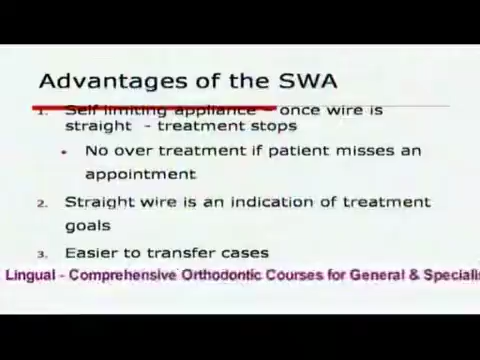 Advantages of the SWA
1. Self limiting appliance – once wire is
straight - treatment stops
• No over treatment if patient misses an
appointment
2. Straight wire is an indication of treatment
goals
3. Easier to transfer cases
Lingual - Comprehensive Orthodontic Courses for General & Specialis